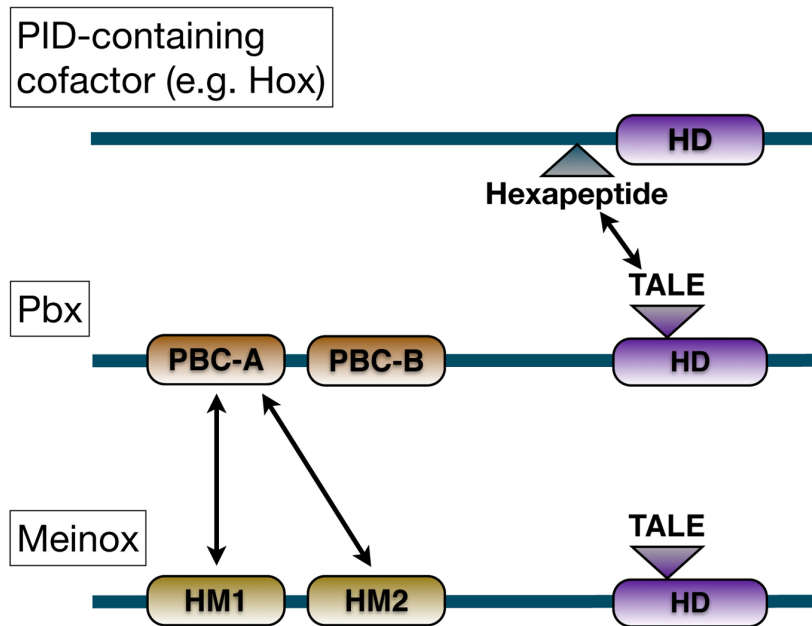 PID-containing
cofactor (e.g. Hox)
HD
Hexapeptide
TALE
Pbx
PBC-A
PBC-B
HD
TALE
Meinox
HM1
HM2
HD